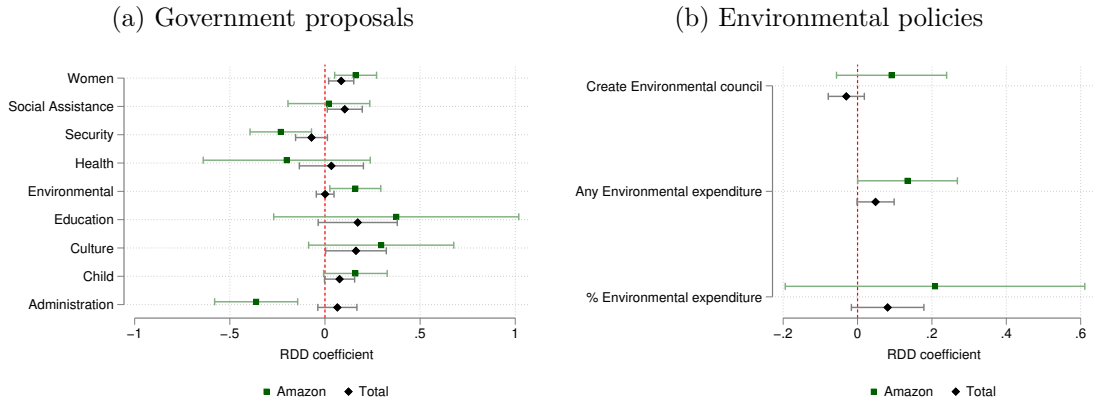 (a) Government proposals
Women
Social Assistance
Security
Health
Environmental
Education
Culture
Child
Administration
−1 −.5 0 .5 1
RDD coefficient
Amazon Total
(b) Environmental policies
Create Environmental council
Any Environmental expenditure
% Environmental expenditure
−.2 0 .2 .4 .6
RDD coefficient
Amazon Total